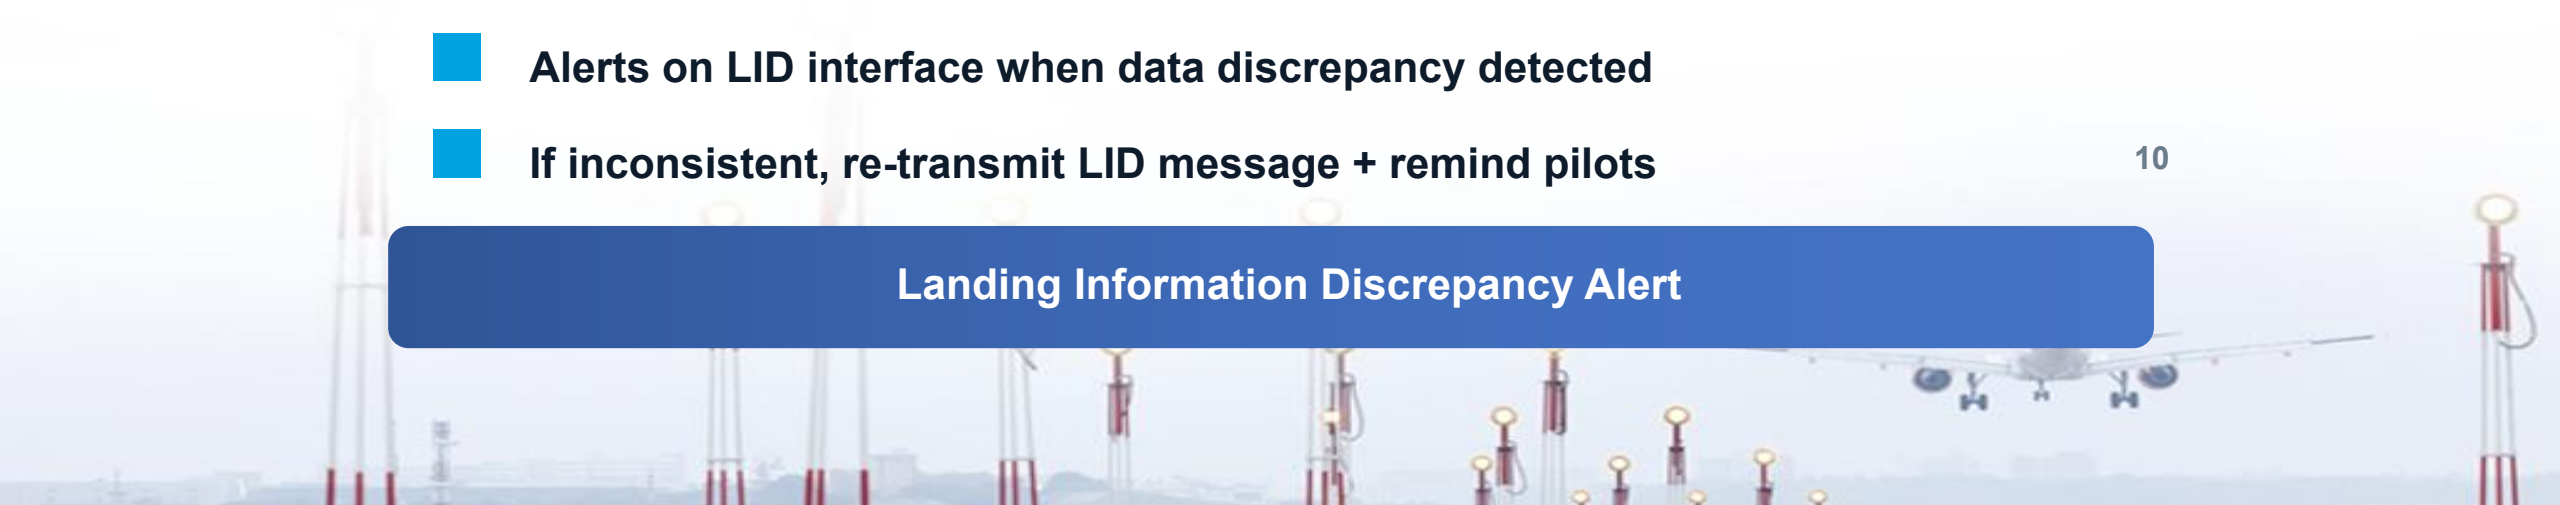 Alerts on LID interface when data discrepancy detected
If inconsistent, re-transmit LID message + remind pilots
10
Landing Information Discrepancy Alert